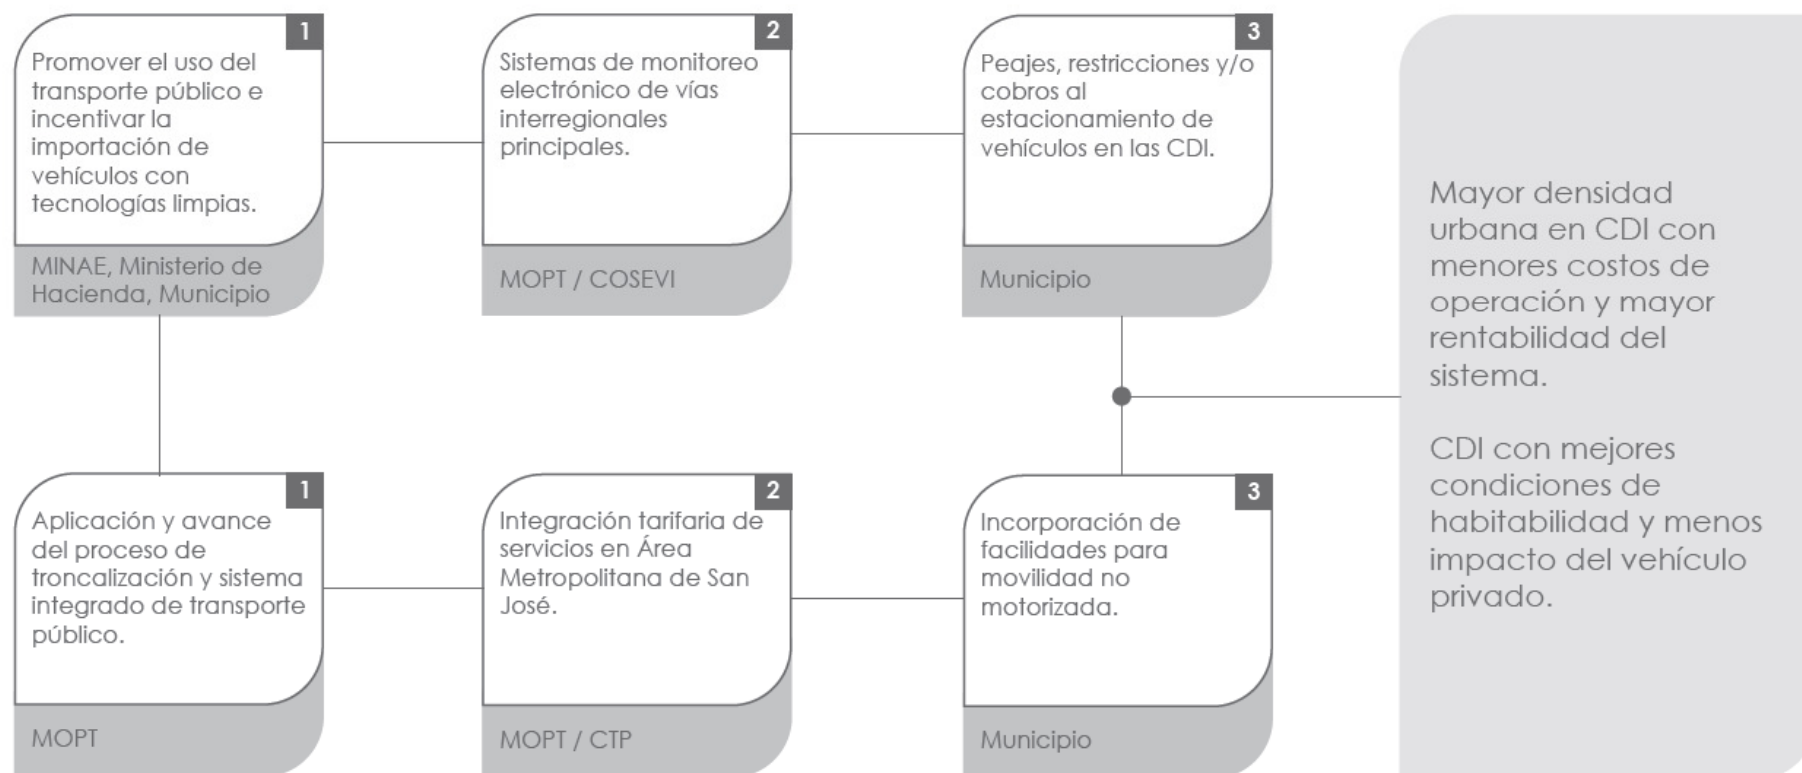 1
Promover el uso del
transporte público e
incentivar la
importación de
vehículos con
tecnologías limpias.
MINAE, Ministerio de
Hacienda, Municipio
2
Sistemas de monitoreo
electrónico de vías
interregionales
principales.
MOPT / COSEVI
3
Peajes, restricciones y/o
cobros al
estacionamiento de
vehículos en las CDI.
Municipio
1
Aplicación y avance
del proceso de
troncalización y sistema
integrado de transporte
público.
MOPT
2
Integración tarifaria de
servicios en Área
Metropolitana de San
José.
MOPT / CTP
3
Incorporación de
facilidades para
movilidad no
motorizada.
Municipio
Mayor densidad
urbana en CDI con
menores costos de
operación y mayor
rentabilidad del
sistema.
CDI con mejores
condiciones de
habitabilidad y menos
impacto del vehículo
privado.